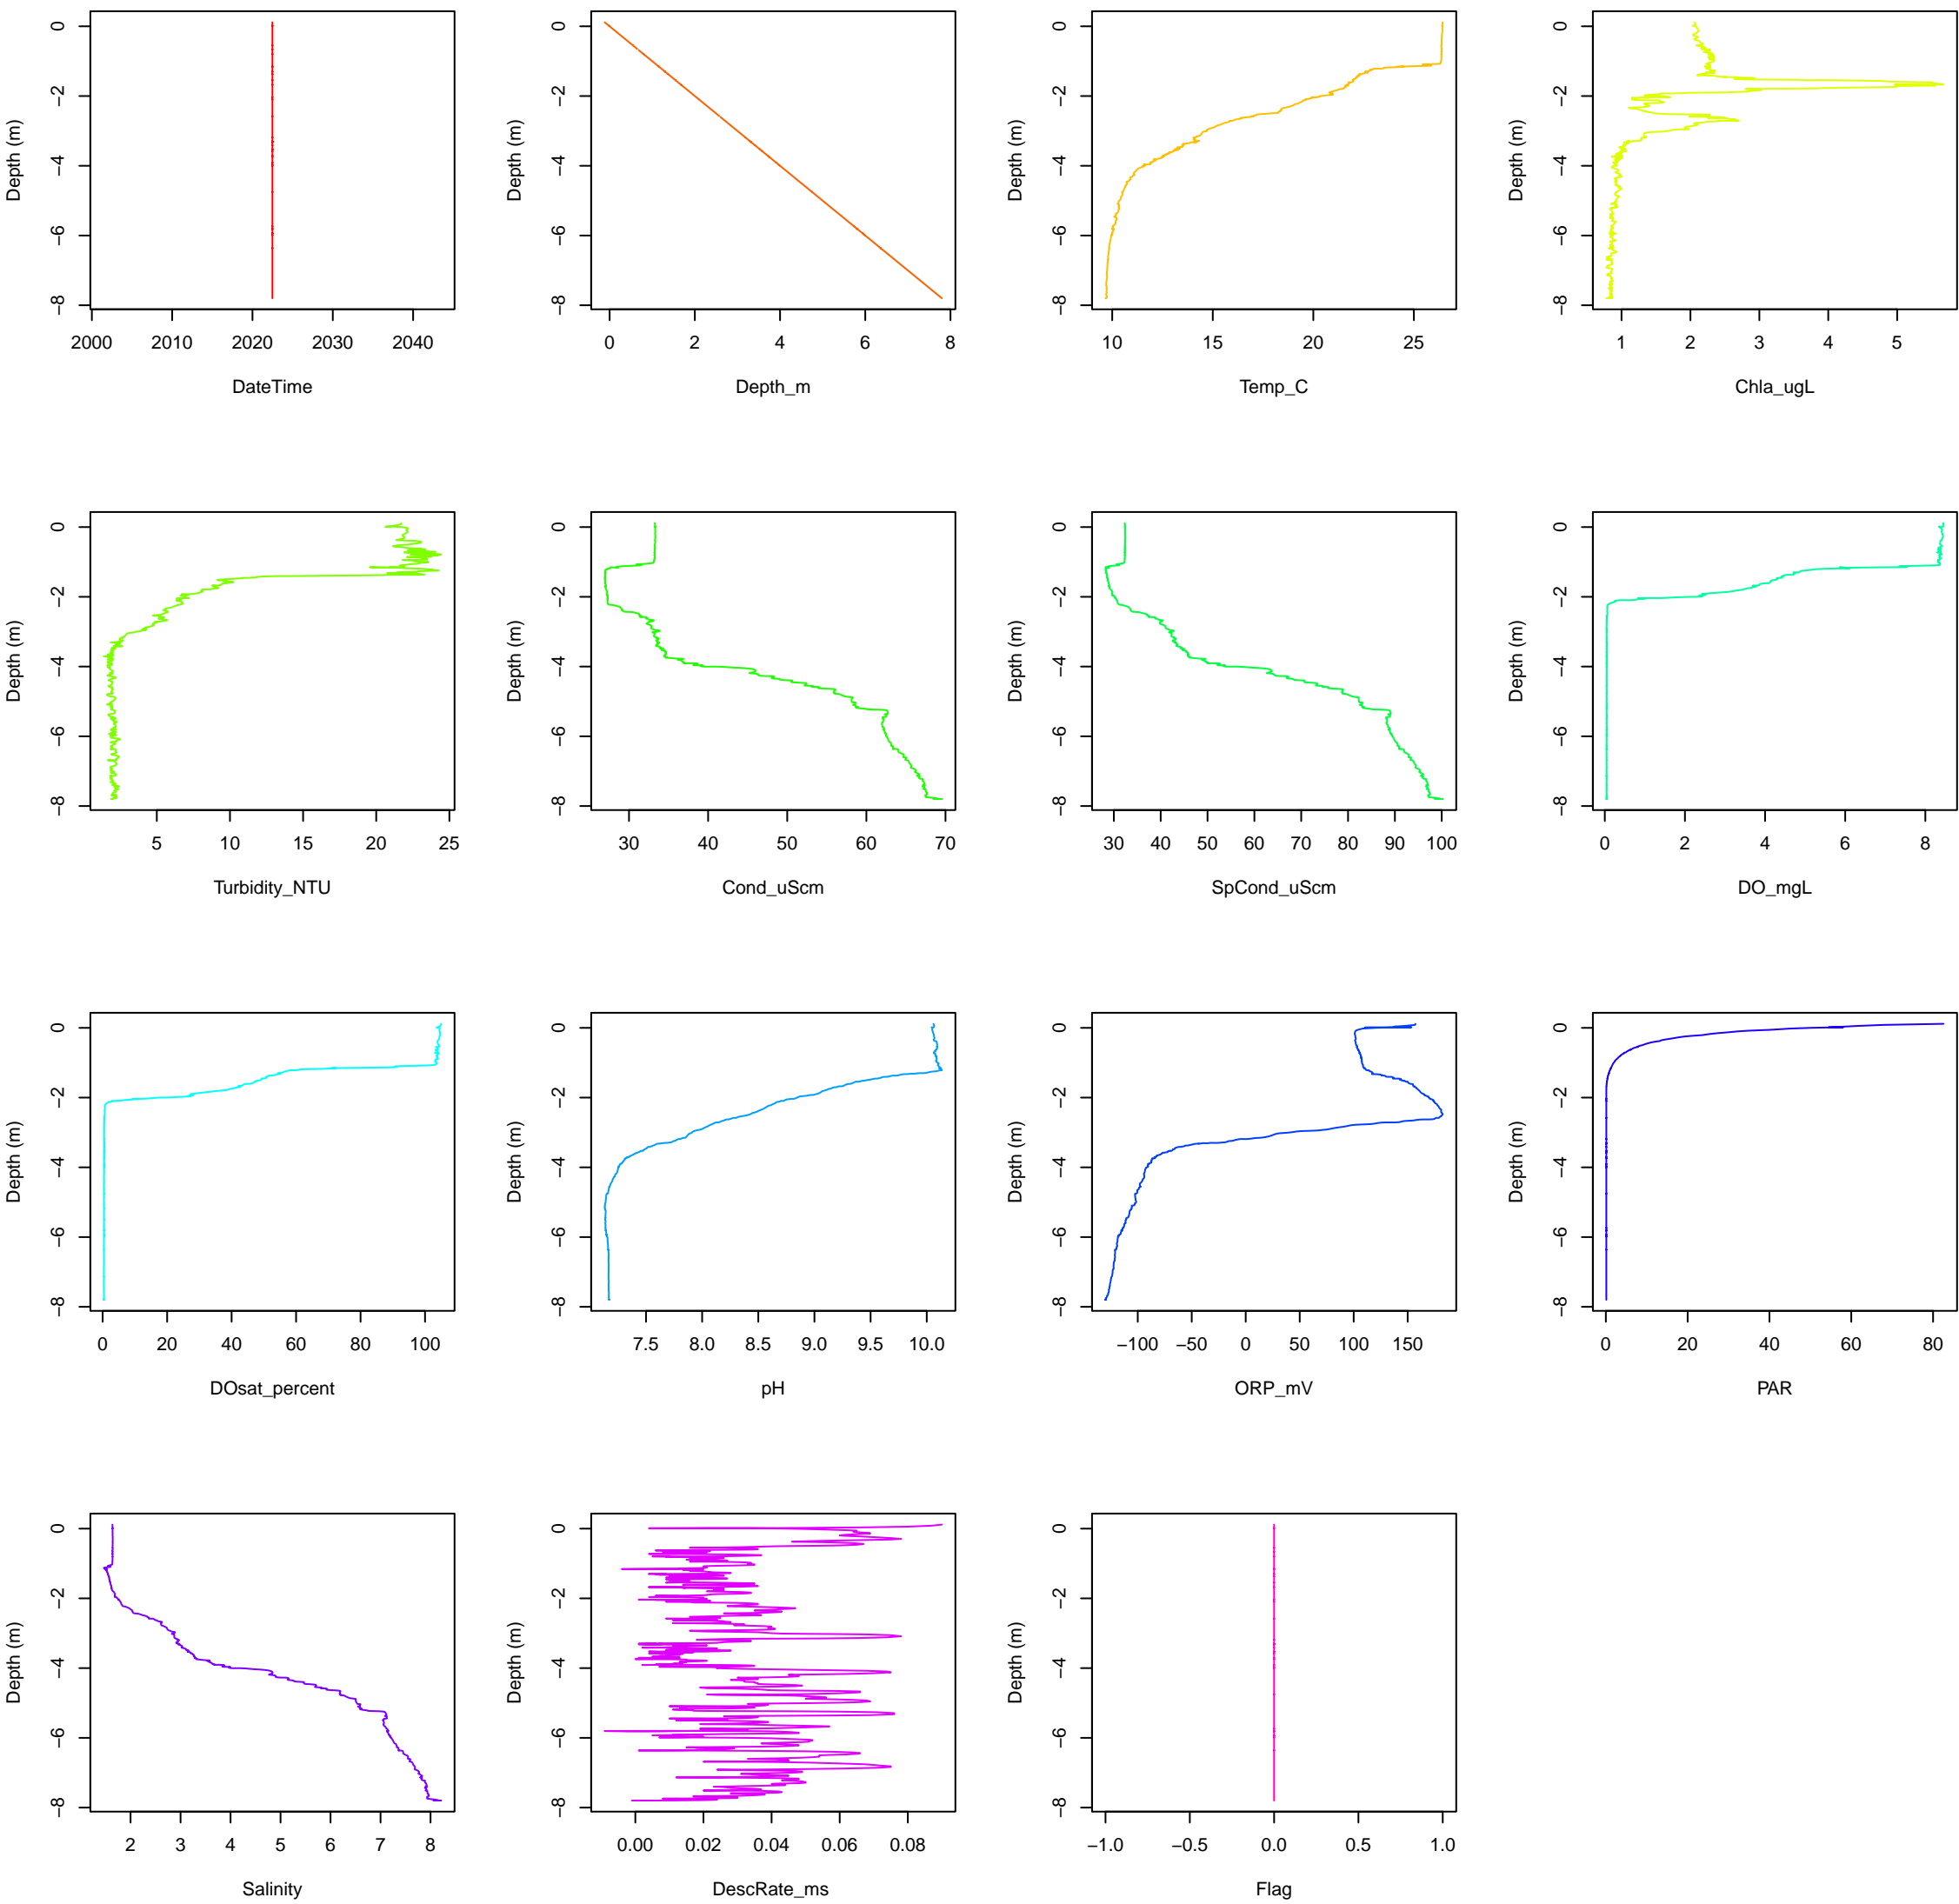 0 0 0 0
−2 −2 −2 −2
Depth (m) Depth (m) Depth (m) Depth (m)
−4 −4 −4 −4
−6 −6 −6 −6
−8 −8 −8 −8
2000 2010 2020 2030 2040 0 2 4 6 8 10 15 20 25 1 2 3 4 5
DateTime Depth_m Temp_C Chla_ugL
0 0 0 0
−2 −2 −2 −2
Depth (m) Depth (m) Depth (m) Depth (m)
−4 −4 −4 −4
−6 −6 −6 −6
−8 −8 −8 −8
5 10 15 20 25 30 40 50 60 70 30 40 50 60 70 80 90 100 0 2 4 6 8
Turbidity_NTU Cond_uScm SpCond_uScm DO_mgL
0 0 0 0
−2 −2 −2 −2
Depth (m) Depth (m) Depth (m) Depth (m)
−4 −4 −4 −4
−6 −6 −6 −6
−8 −8 −8 −8
0 20 40 60 80 100 7.5 8.0 8.5 9.0 9.5 10.0 −100 −50 0 50 100 150 0 20 40 60 80
DOsat_percent pH ORP_mV PAR
0 0 0
−2 −2 −2
Depth (m) Depth (m) Depth (m)
−4 −4 −4
−6 −6 −6
−8 −8 −8
2 3 4 5 6 7 8 0.00 0.02 0.04 0.06 0.08 −1.0 −0.5 0.0 0.5 1.0
Salinity DescRate_ms Flag